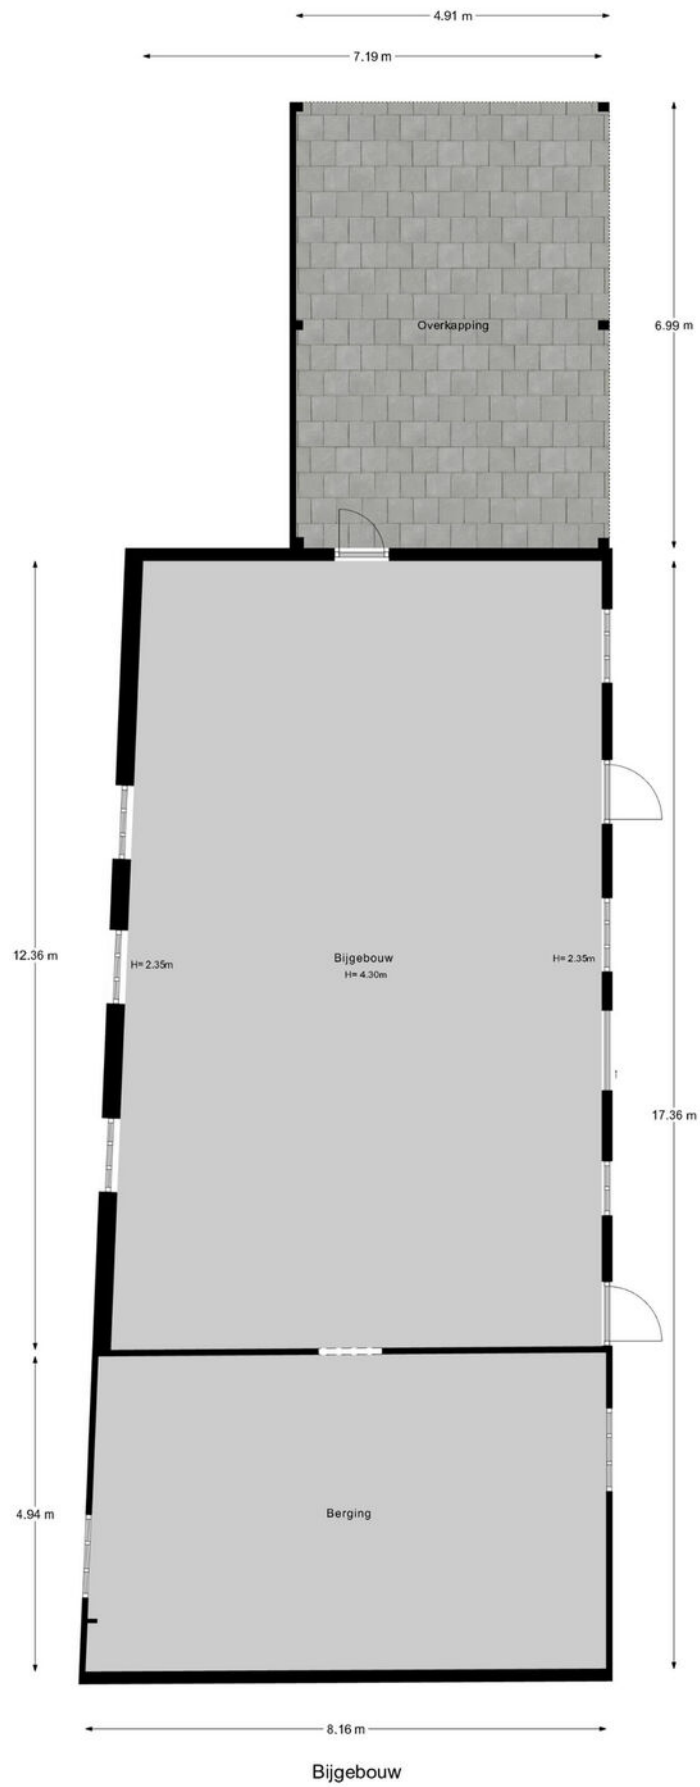 4.91 m
7.19 m
Overkapping
6.99 m
12.36 m
H= 2.35m
Bijgebouw
H= 4.30m
H= 2.35m
17.36 m
4.94 m
Berging
8.16 m
Bijgebouw